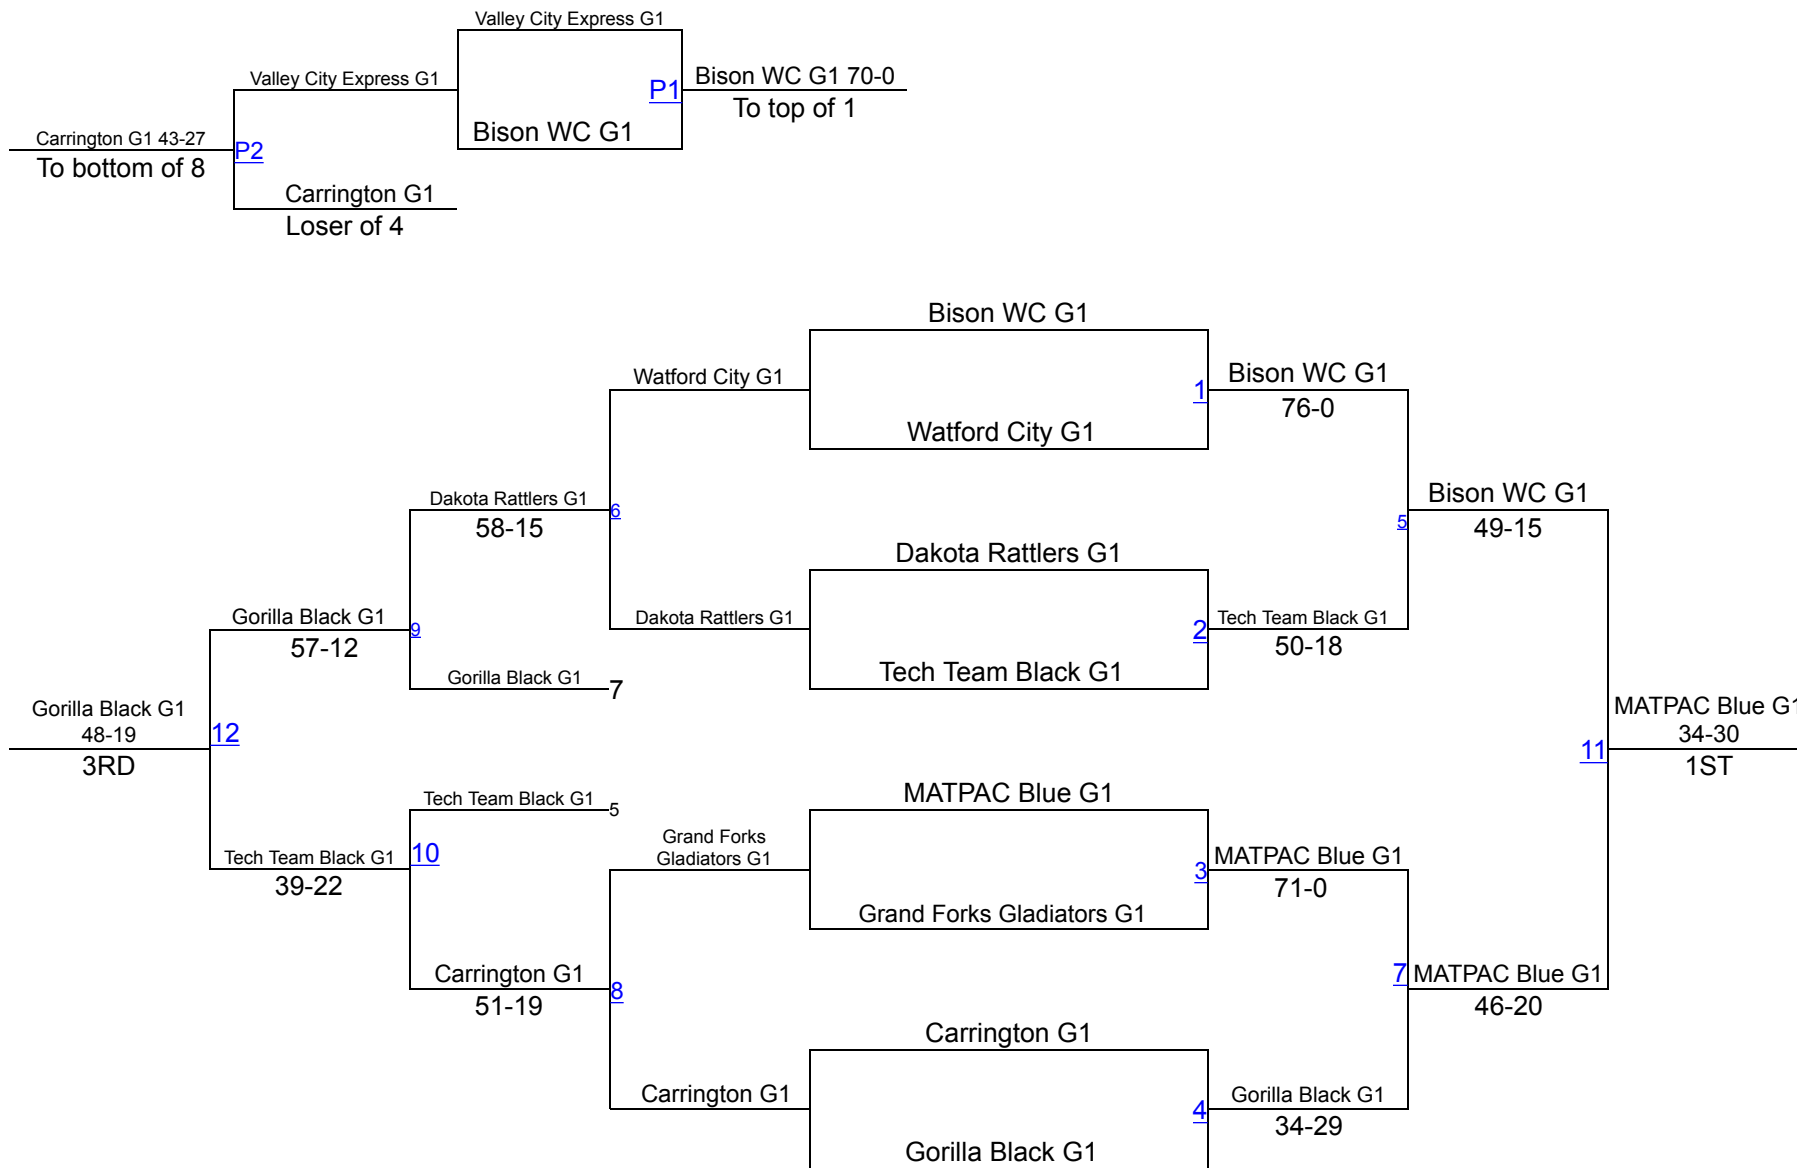 Valley City Express G1
Valley City Express G1
P1
Bison WC G1 70-0
To top of 1
Bison WC G1
Carrington G1 43-27
P2
To bottom of 8
Carrington G1
Loser of 4
Bison WC G1
Watford City G1
1
Bison WC G1
76-0
Watford City G1
Dakota Rattlers G1
58-15
6
5
Bison WC G1
49-15
Dakota Rattlers G1
Gorilla Black G1
57-12
9
Dakota Rattlers G1
2
Tech Team Black G1
50-18
Tech Team Black G1
Gorilla Black G1
7
Gorilla Black G1
48-19
3RD
12
11
MATPAC Blue G1
34-30
1ST
Tech Team Black G1
5
MATPAC Blue G1
Grand Forks
Gladiators G1
Tech Team Black G1
39-22
10
3
MATPAC Blue G1
71-0
Grand Forks Gladiators G1
Carrington G1
51-19
8
7
MATPAC Blue G1
46-20
Carrington G1
Carrington G1
4
Gorilla Black G1
34-29
Gorilla Black G1